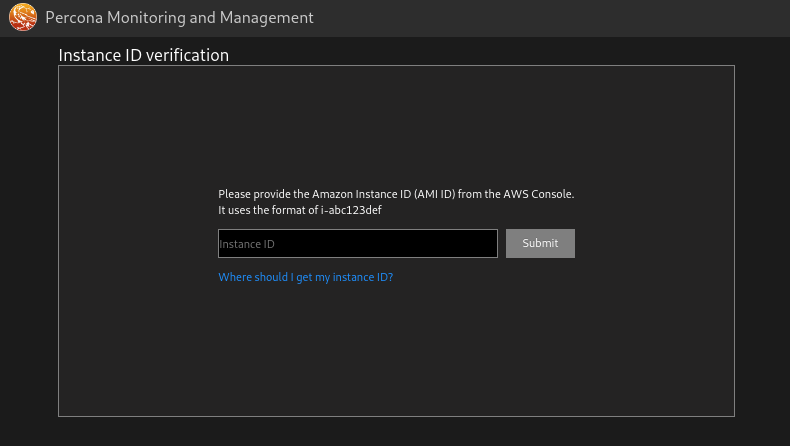 Percona Monitoring and Management
Instance ID verification
Please provide the Amazon Instance ID (AMI ID) from the AWS Console.
It uses the format of i-abc123def
Instance ID
Submit
Where should I get my instance ID?